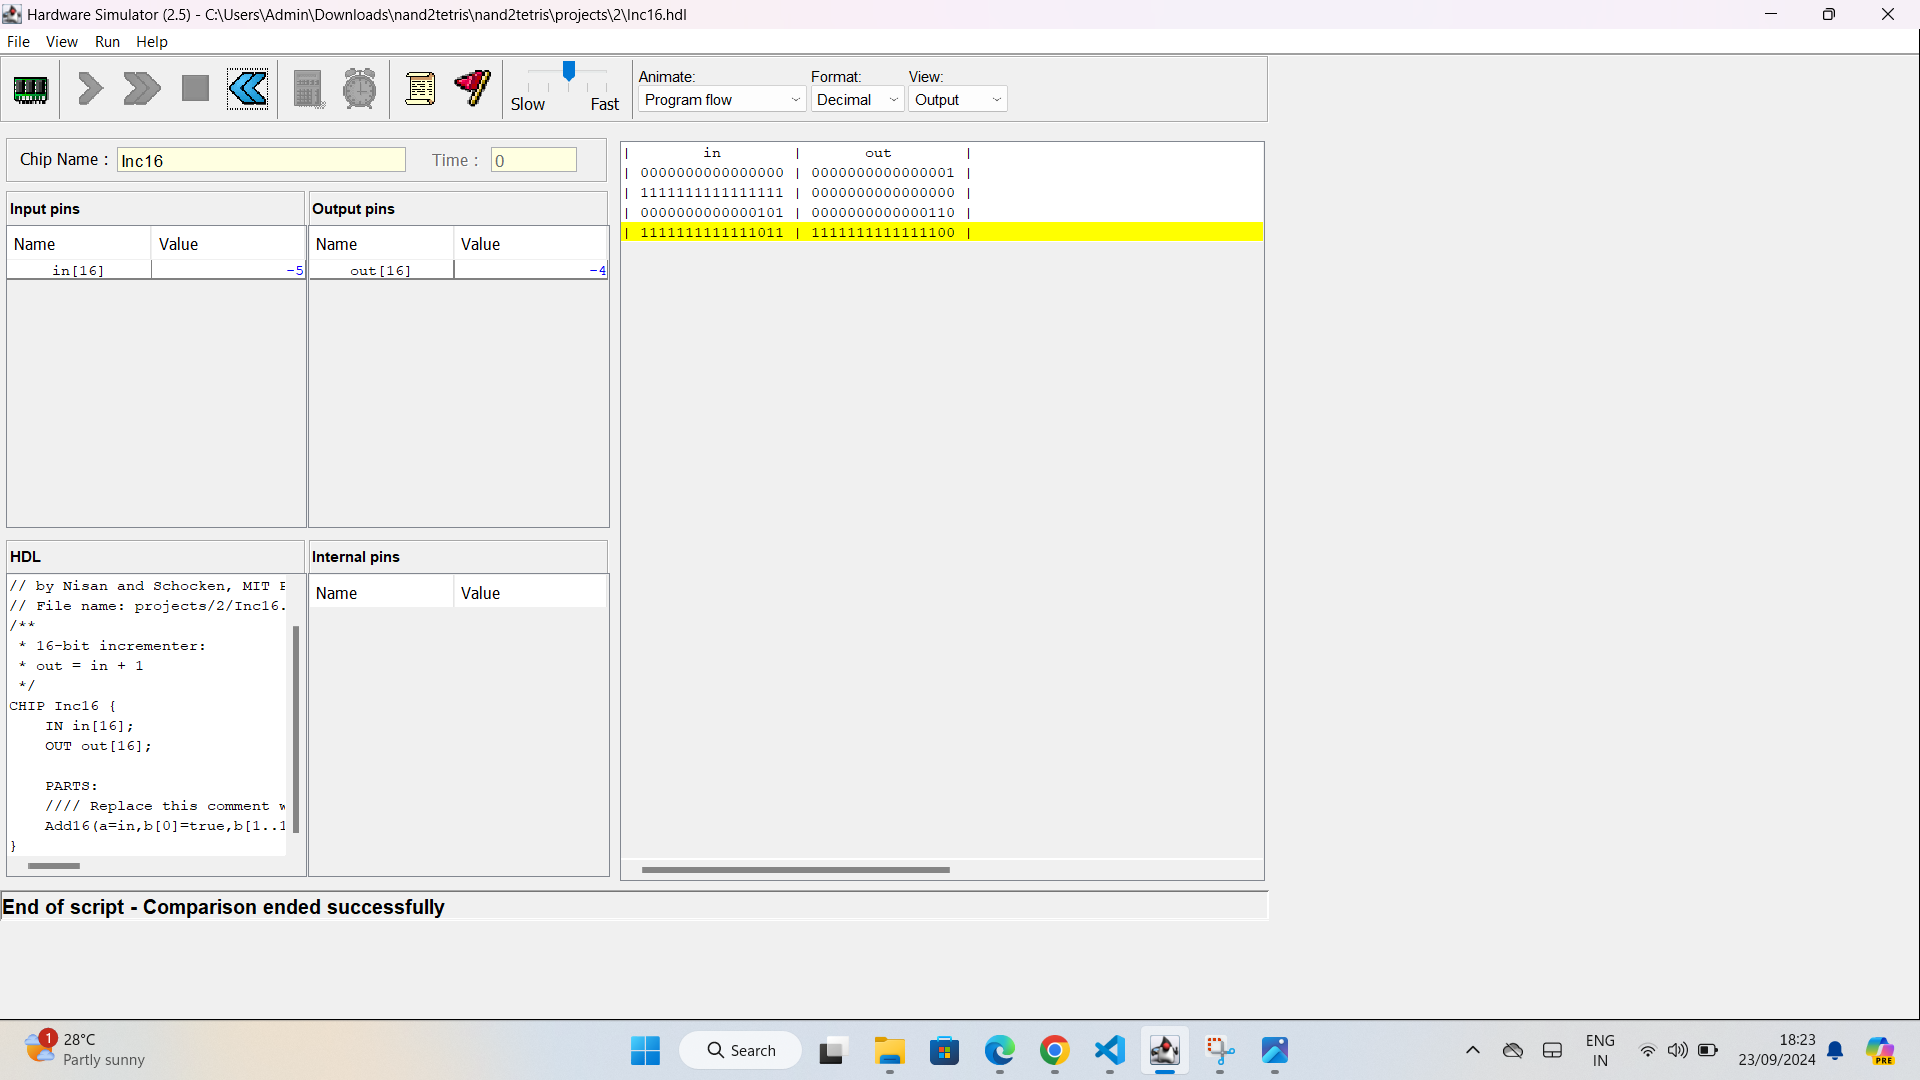 Hardware Simulator (2.5) - C:\Users\Admin\Downloads\nand2tetris\nand2tetris\projects\2\Inc16.hdl
File View Run Help
Slow Fast
Animate: Format: View:
Program flow Decimal Output
Chip Name : Inc16 Time : 0
Input pins
Name Value
in[16] -5
Output pins
Name Value
out[16] -4
| in | out |
| 0000000000000000 | 0000000000000001 |
| 1111111111111111 | 0000000000000000 |
| 0000000000000101 | 0000000000000110 |
| 1111111111111011 | 1111111111111100 |
HDL
// by Nisan and Schocken, MIT P
// File name: projects/2/Inc16.
/**
* 16-bit incrementer:
* out = in + 1
*/
CHIP Inc16 {
IN in[16];
OUT out[16];
PARTS:
//// Replace this comment w
Add16(a=in,b[0]=true,b[1..1
}
Internal pins
Name Value
End of script - Comparison ended successfully
1
28°C
Partly sunny
Search
ENG
IN
18:23
23/09/2024
PRE